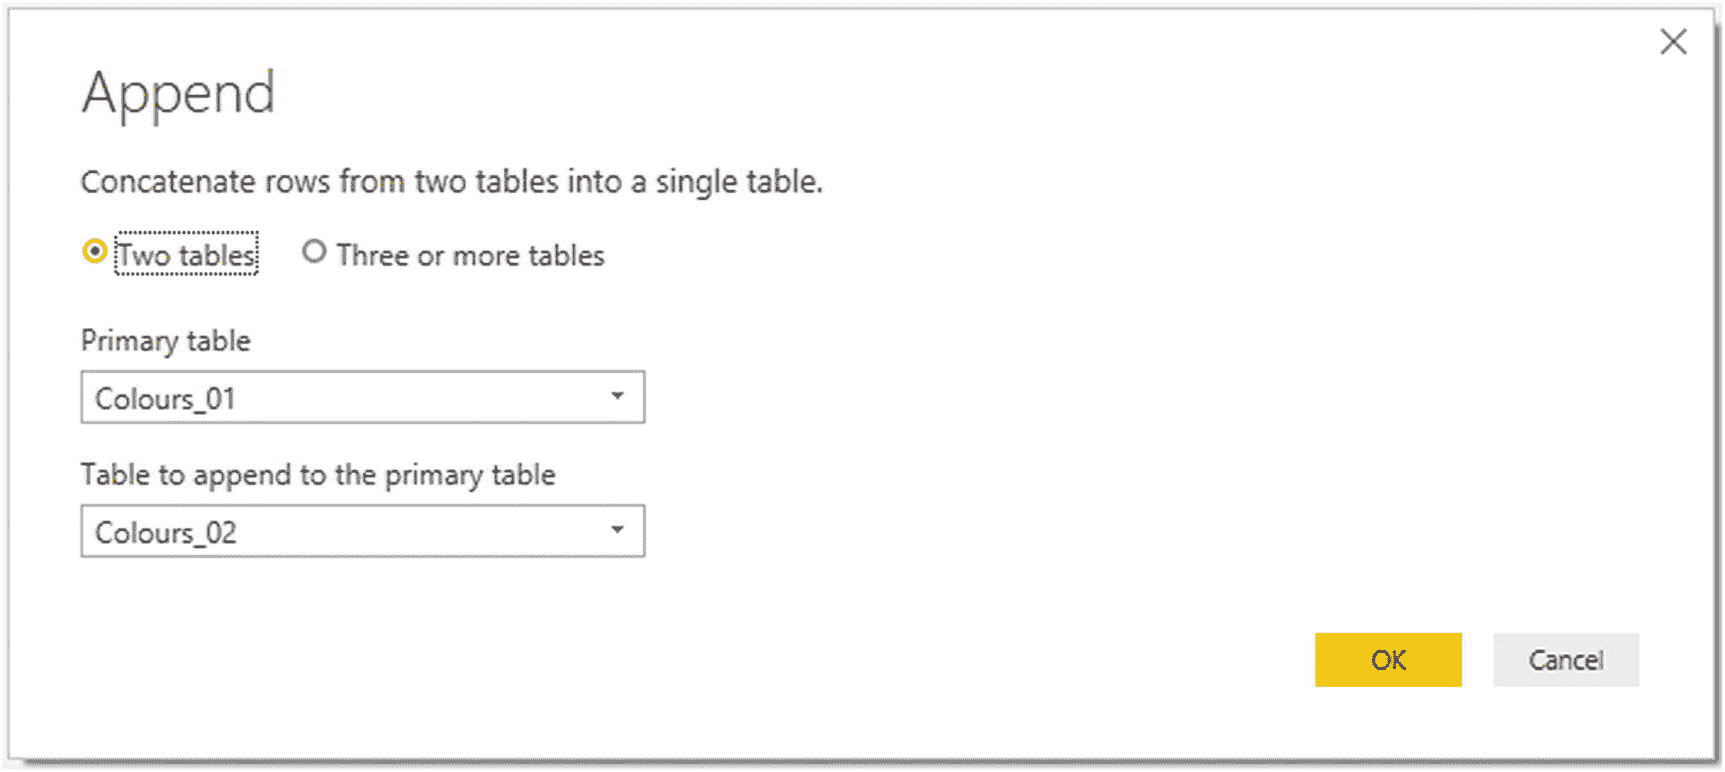 Append
Concatenate rows from two tables into a single table.
Two tables Three or more tables
Primary table
Colours_01
Table to append to the primary table
Colours_02
OK Cancel